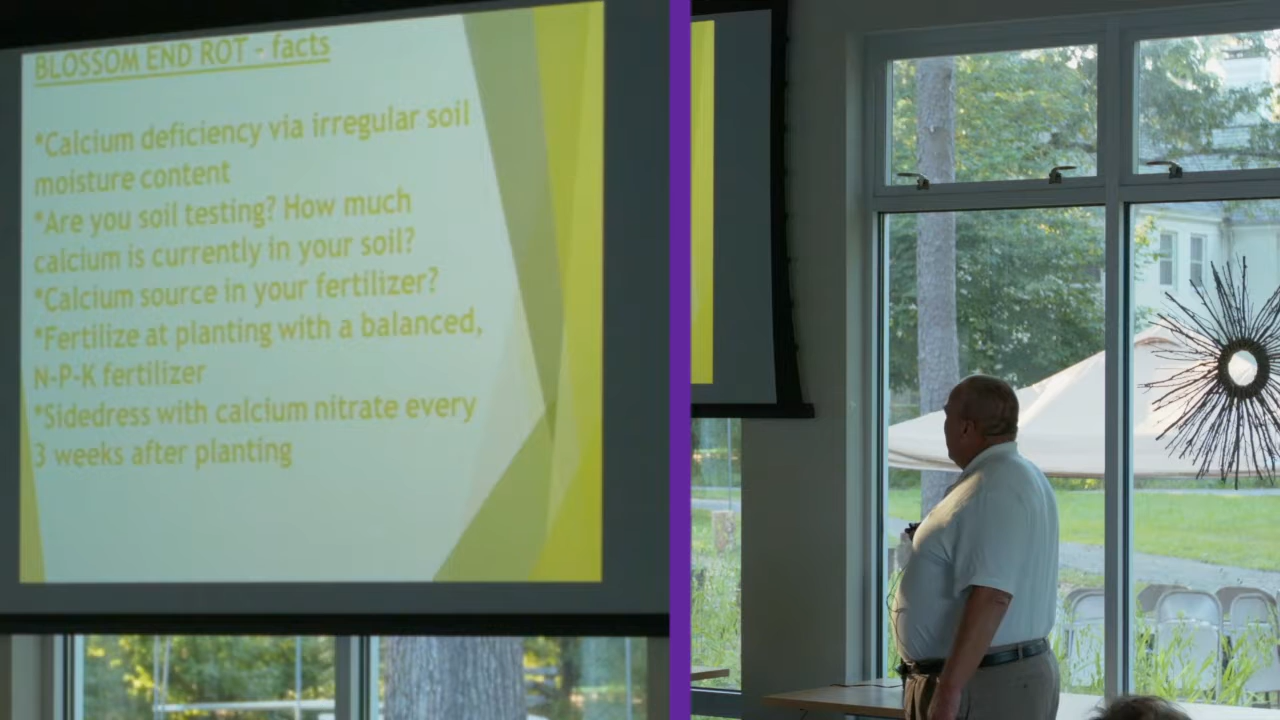 BLOSSOM END ROT - facts
*Calcium deficiency via irregular soil
moisture content
*Are you soil testing? How much
calcium is currently in your soil?
*Calcium source in your fertilizer?
*Fertilize at planting with a balanced,
N-P-K fertilizer
*Sidedress with calcium nitrate every
3 weeks after planting